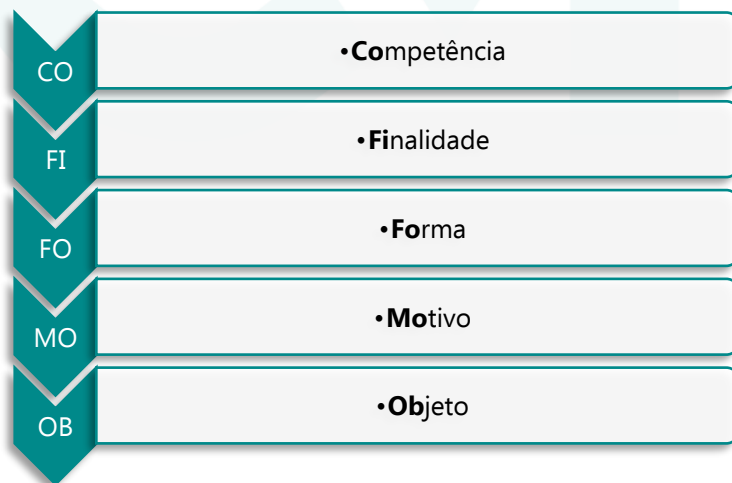 CO
•Competência
FI
•Finalidade
FO
•Forma
MO
•Motivo
OB
•Objeto